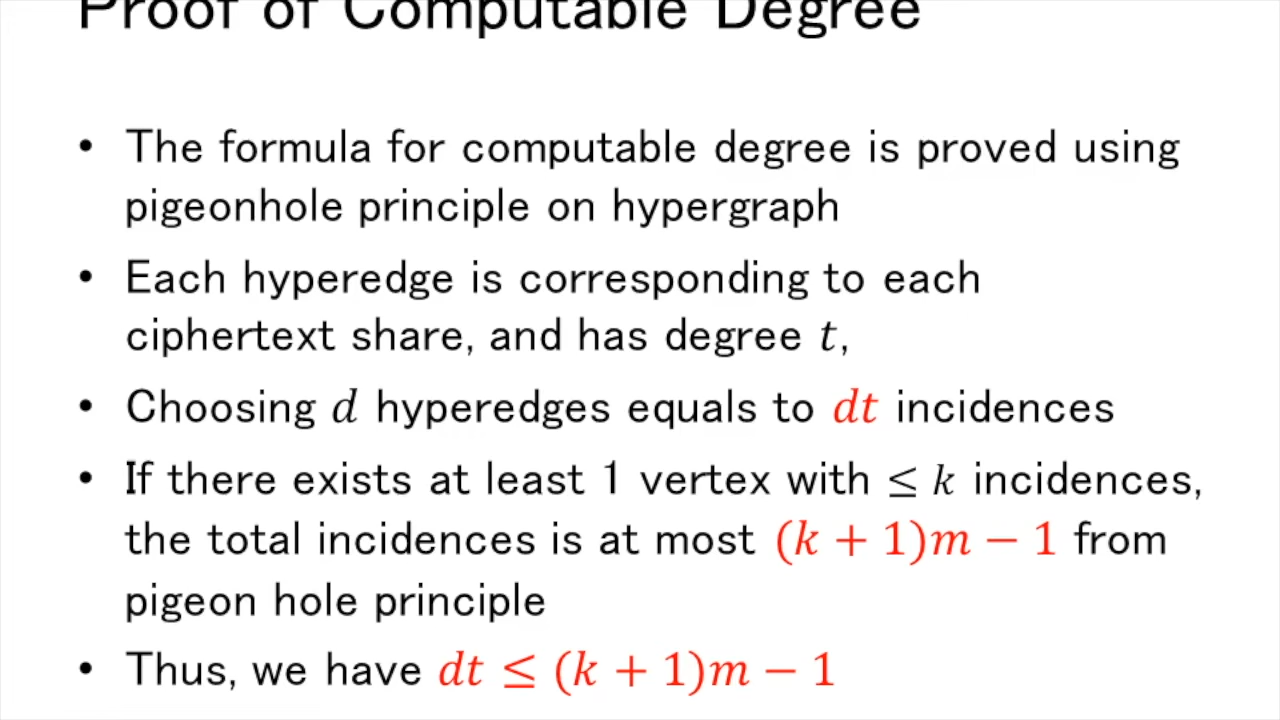 Proof of Computable Degree
• The formula for computable degree is proved using
pigeonhole principle on hypergraph
• Each hyperedge is corresponding to each
ciphertext share, and has degree t,
• Choosing d hyperedges equals to dt incidences
• If there exists at least 1 vertex with ≤ k incidences,
the total incidences is at most (k + 1)m − 1 from
pigeon hole principle
• Thus, we have dt ≤ (k + 1)m − 1